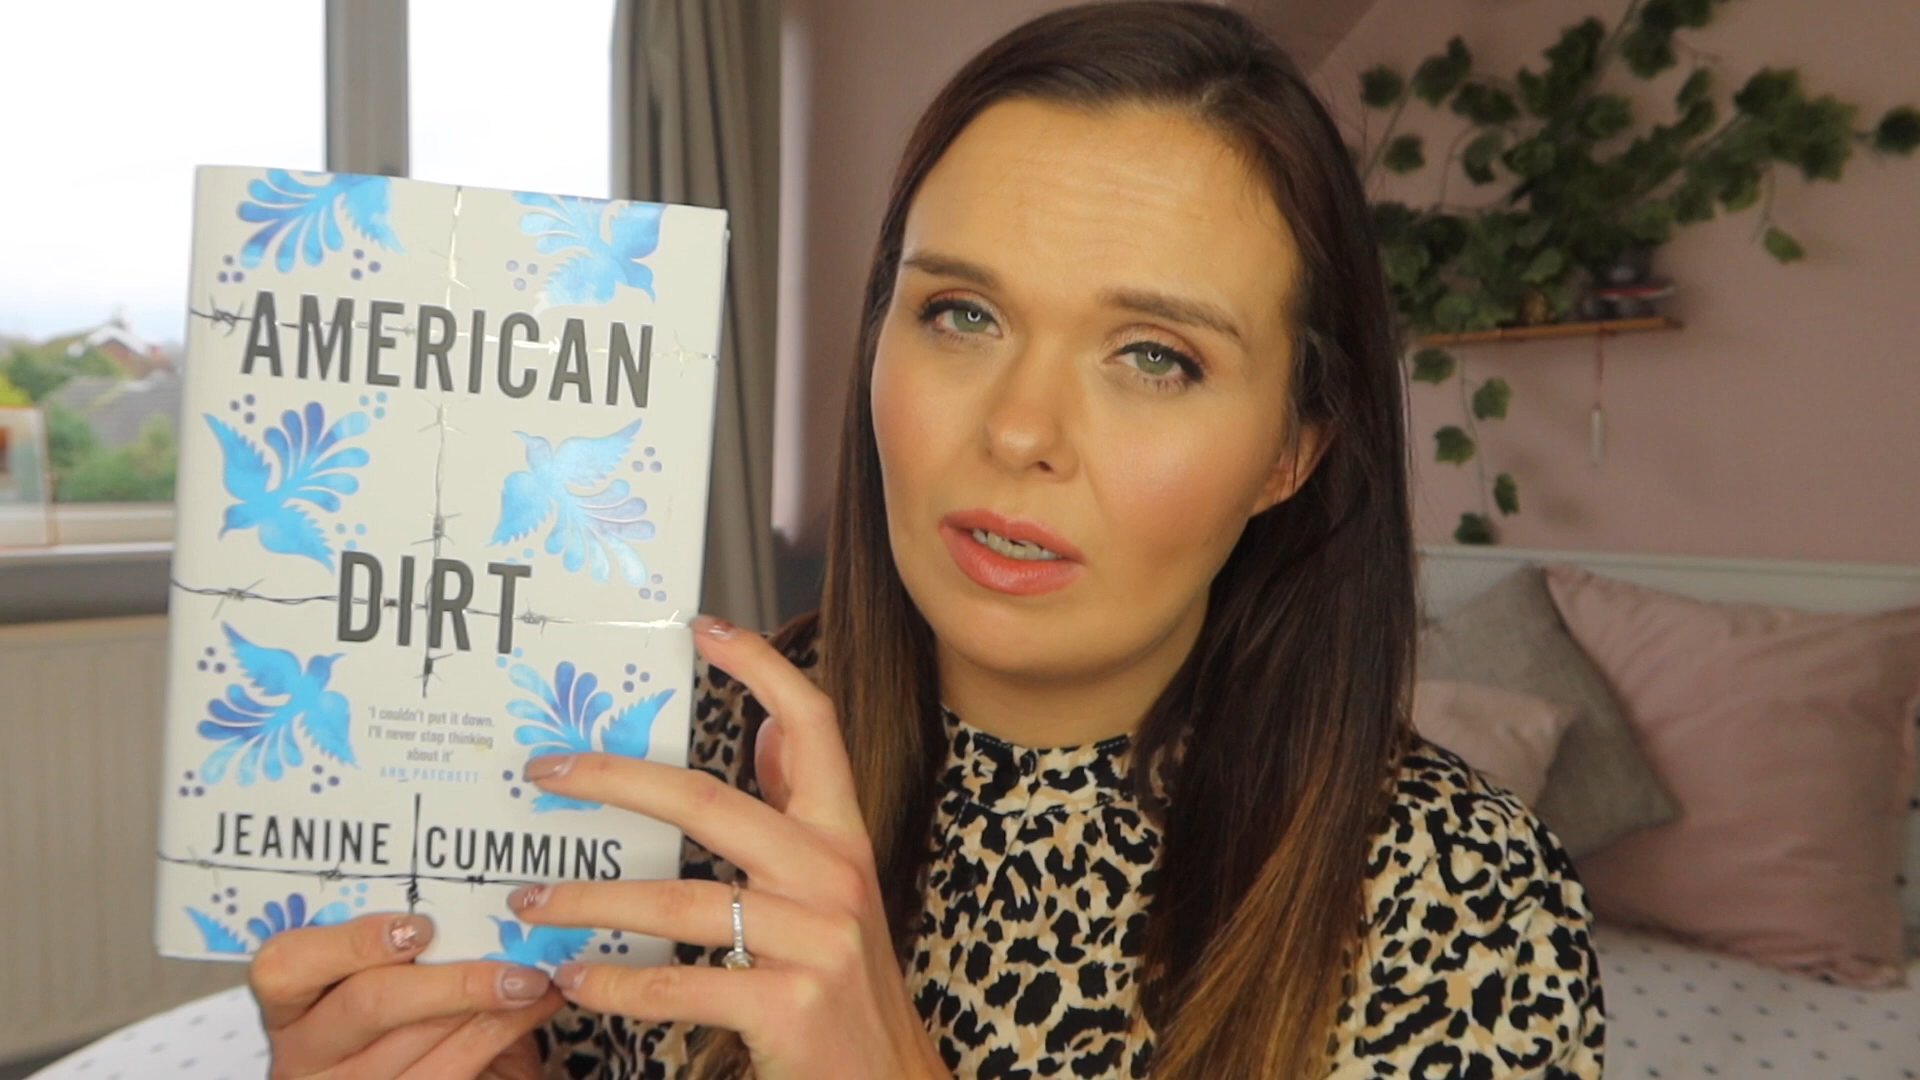 AMERICAN
DIRT
'I couldn't put it down.
I'll never stop thinking
about it'
ANN PATCHETT
JEANINE CUMMINS